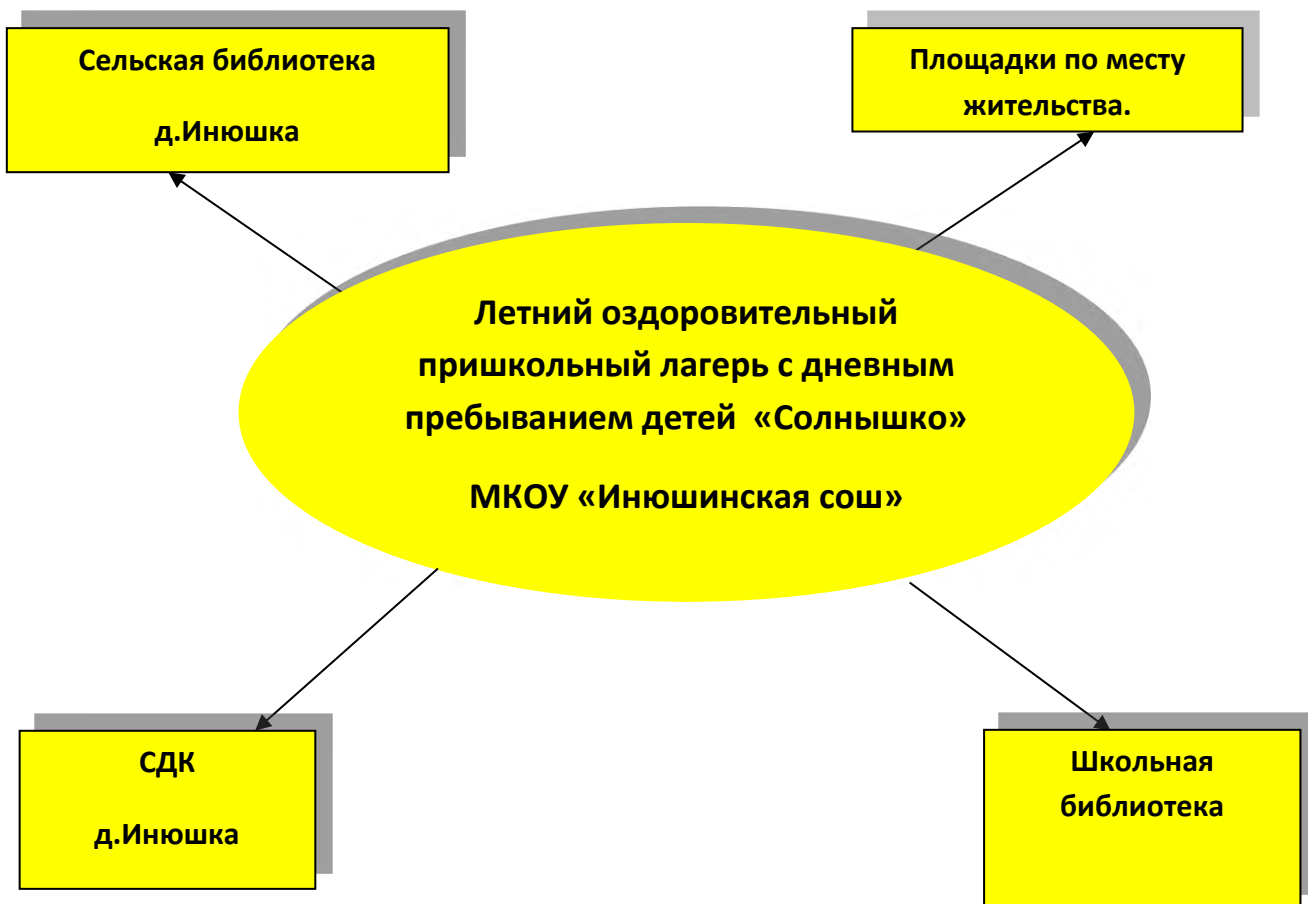 Сельская библиотека
д.Инюшка
Площадки по месту
жительства.
Летний оздоровительный
пришкольный лагерь с дневным
пребыванием детей «Солнышко»
МКОУ «Инюшинская сош»
СДК
д.Инюшка
Школьная
библиотека